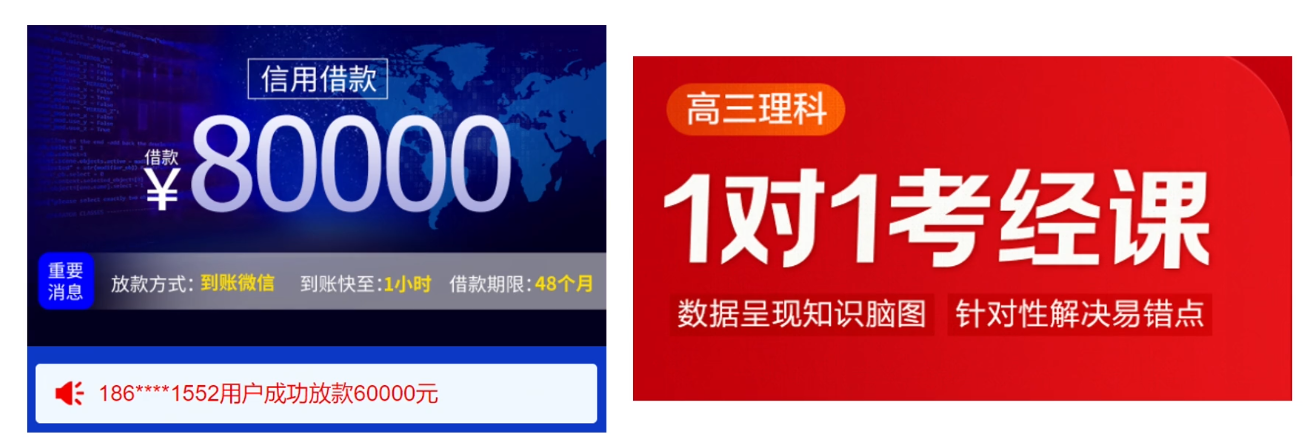 信用借款
借款
¥80000
重要
消息
放款方式：到账微信 到账快至：1小时 借款期限：48个月
186****1552用户成功放款60000元
高三理科
1对1考经课
数据呈现知识脑图 针对性解决易错点